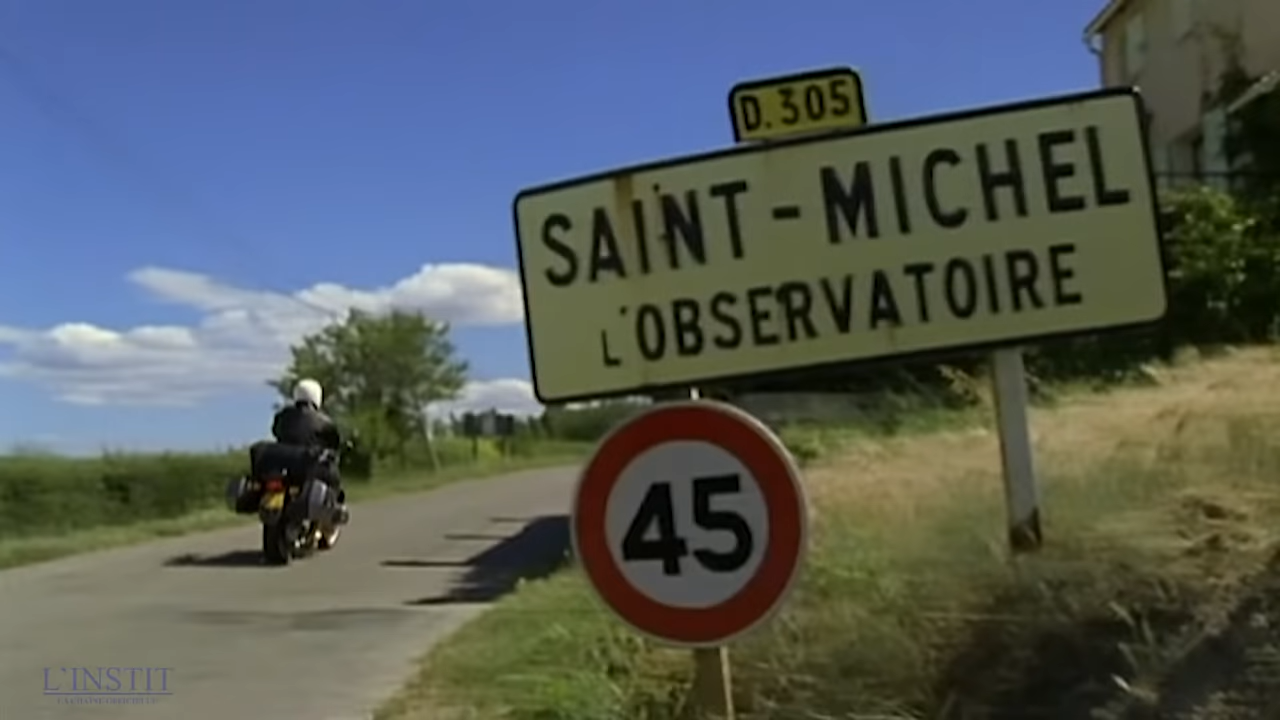 D.305
SAINT-MICHEL
L'OBSERVATOIRE
45
L'INSTIT